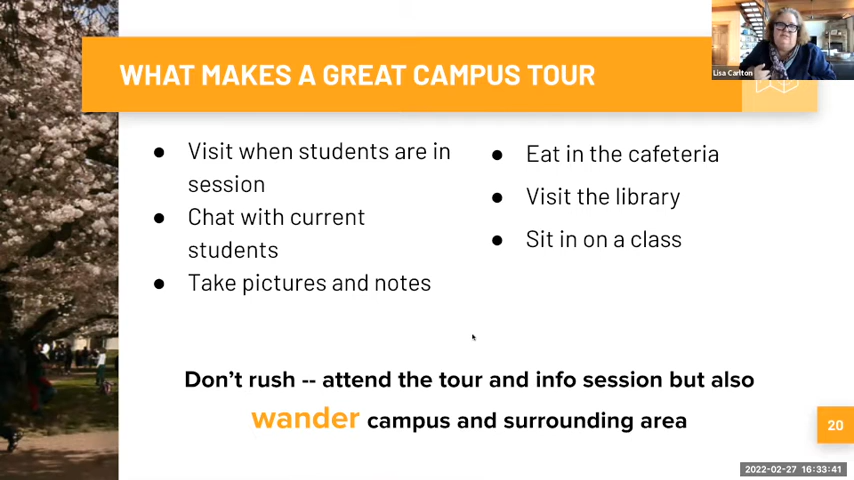 Lisa Carlton
WHAT MAKES A GREAT CAMPUS TOUR
● Visit when students are in
session
● Chat with current
students
● Take pictures and notes
● Eat in the cafeteria
● Visit the library
● Sit in on a class
Don't rush -- attend the tour and info session but also
wander campus and surrounding area
20
2022-02-27 16:33:41